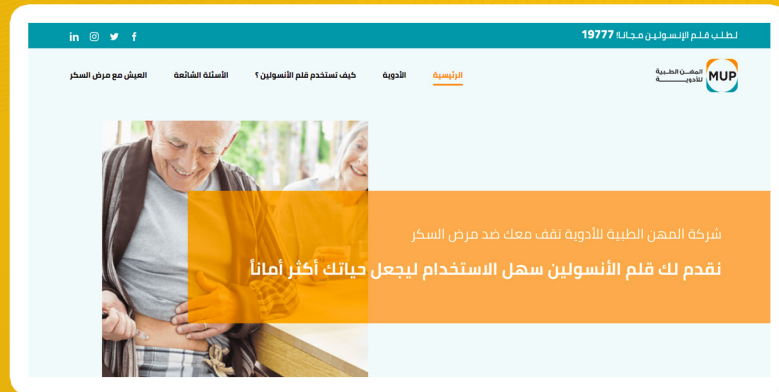 لطلب قلم الإنسولين مجانا! 19777
MUP
المهن الطبية
للأدوية
الرئيسية
الأدوية
كيف تستخدم قلم الأنسولين ؟
الأسئلة الشائعة
العيش مع مرض السكر
شركة المهن الطبية للأدوية تقف معك ضد مرض السكر
نقدم لك قلم الأنسولين سهل الاستخدام ليجعل حياتك أكثر أماناً